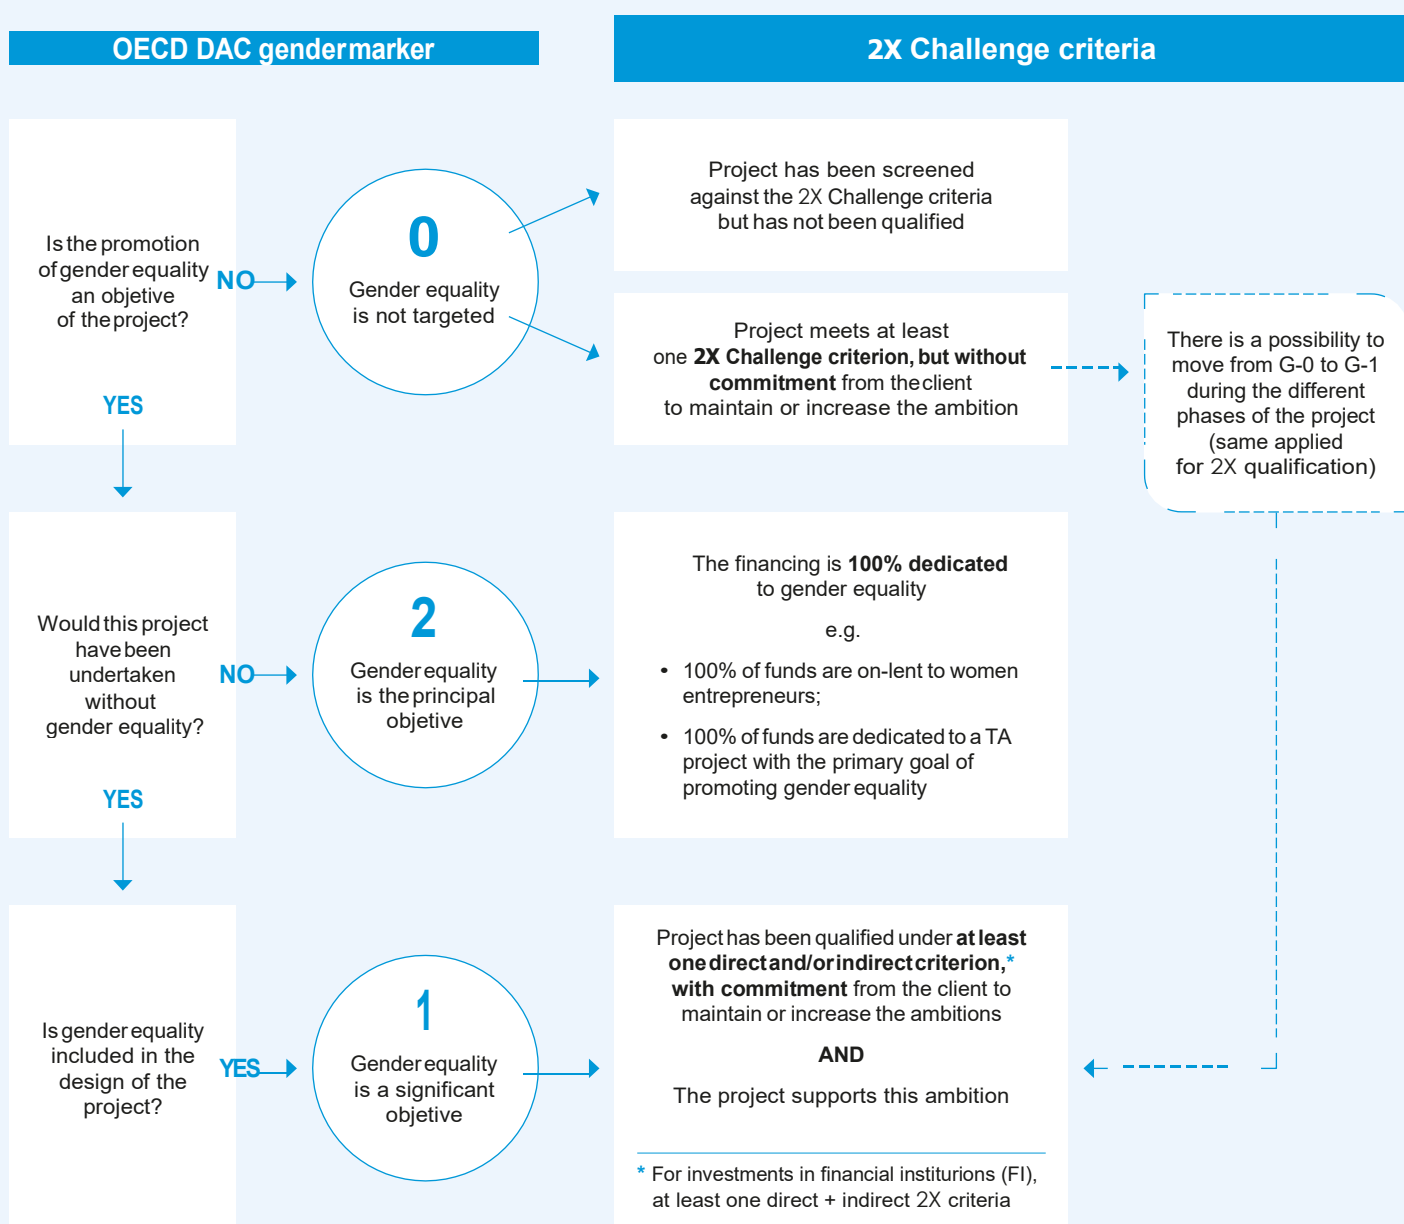 OECD DAC gendermarker
2X Challenge criteria
Is the promotion
of gender equality
an objetive
of the project?
NO
YES
0
Gender equality
is not targeted
Project has been screened
against the 2X Challenge criteria
but has not been qualified
Project meets at least
one 2X Challenge criterion, but without
commitment from the client
to maintain or increase the ambition
There is a possibility to
move from G-0 to G-1
during the different
phases of the project
(same applied
for 2X qualification)
Would this project
have been
undertaken
without
gender equality?
NO
YES
2
Gender equality
is the principal
objetive
The financing is 100% dedicated
to gender equality
e.g.
• 100% of funds are on-lent to women
entrepreneurs;
• 100% of funds are dedicated to a TA
project with the primary goal of
promoting gender equality
Is gender equality
included in the
design of the
project?
YES
1
Gender equality
is a significant
objetive
Project has been qualified under at least
one direct and/or indirect criterion,*
with commitment from the client to
maintain or increase the ambitions
AND
The project supports this ambition
* For investments in financial institurions (FI),
at least one direct + indirect 2X criteria